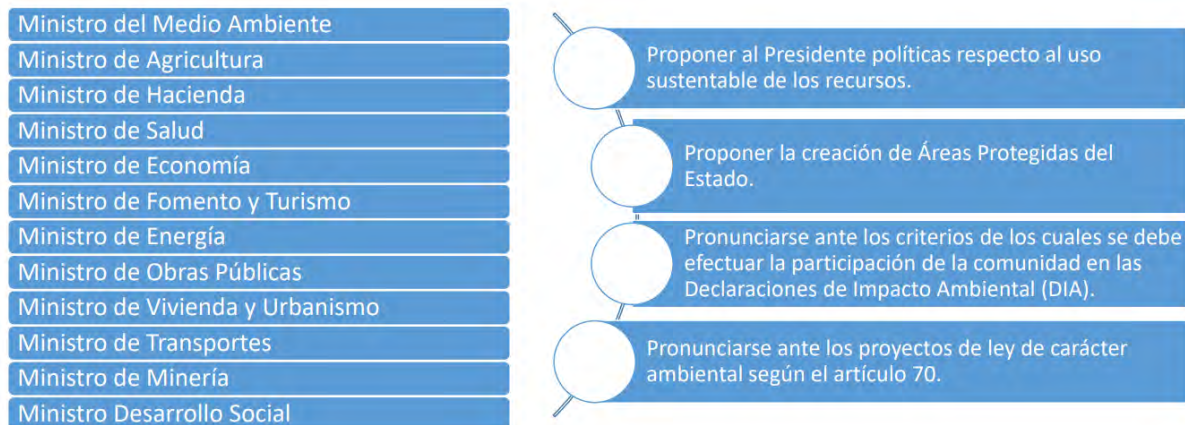 Ministro del Medio Ambiente
Ministro de Agricultura
Ministro de Hacienda
Ministro de Salud
Ministro de Economía
Ministro de Fomento y Turismo
Ministro de Energía
Ministro de Obras Públicas
Ministro de Vivienda y Urbanismo
Ministro de Transportes
Ministro de Minería
Ministro Desarrollo Social
Proponer al Presidente políticas respecto al uso
sustentable de los recursos.
Proponer la creación de Áreas Protegidas del
Estado.
Pronunciarse ante los criterios de los cuales se debe
efectuar la participación de la comunidad en las
Declaraciones de Impacto Ambiental (DIA).
Pronunciarse ante los proyectos de ley de carácter
ambiental según el artículo 70.